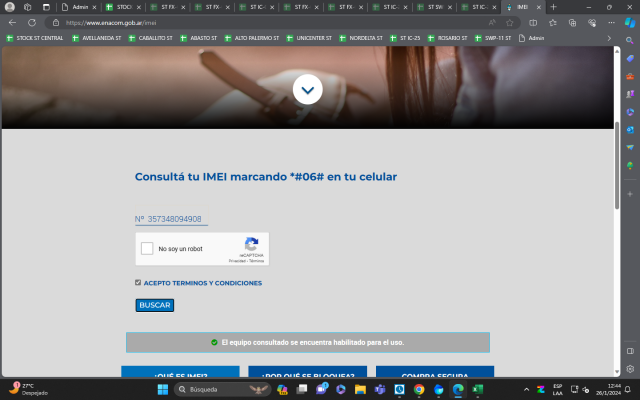 Admin
STOCI
ST FX-
ST FX-
ST IC-
ST FX-
ST FX-
ST IC-
ST SVI
ST IC-
IMEI
https://www.enacom.gob.ar/imei
STOCK ST CENTRAL
AVELLANEDA ST
CABALLITO ST
ABASTO ST
ALTO PALERMO ST
UNICENTER ST
NORDELTA ST
ST IC-25
ROSARIO ST
SWP-11 ST
Admin
Consultá tu IMEI marcando *#06# en tu celular
Nº 357348094908
No soy un robot
reCAPTCHA
Privacidad - Términos
ACEPTO TERMINOS Y CONDICIONES
BUSCAR
El equipo consultado se encuentra habilitado para el uso.
¿QUÉ ES IMEI?
¿POR QUÉ SE BLOQUEA?
COMPRA SEGURA
27°C
Despejado
Búsqueda
ESP
LAA
12:44
26/1/2024